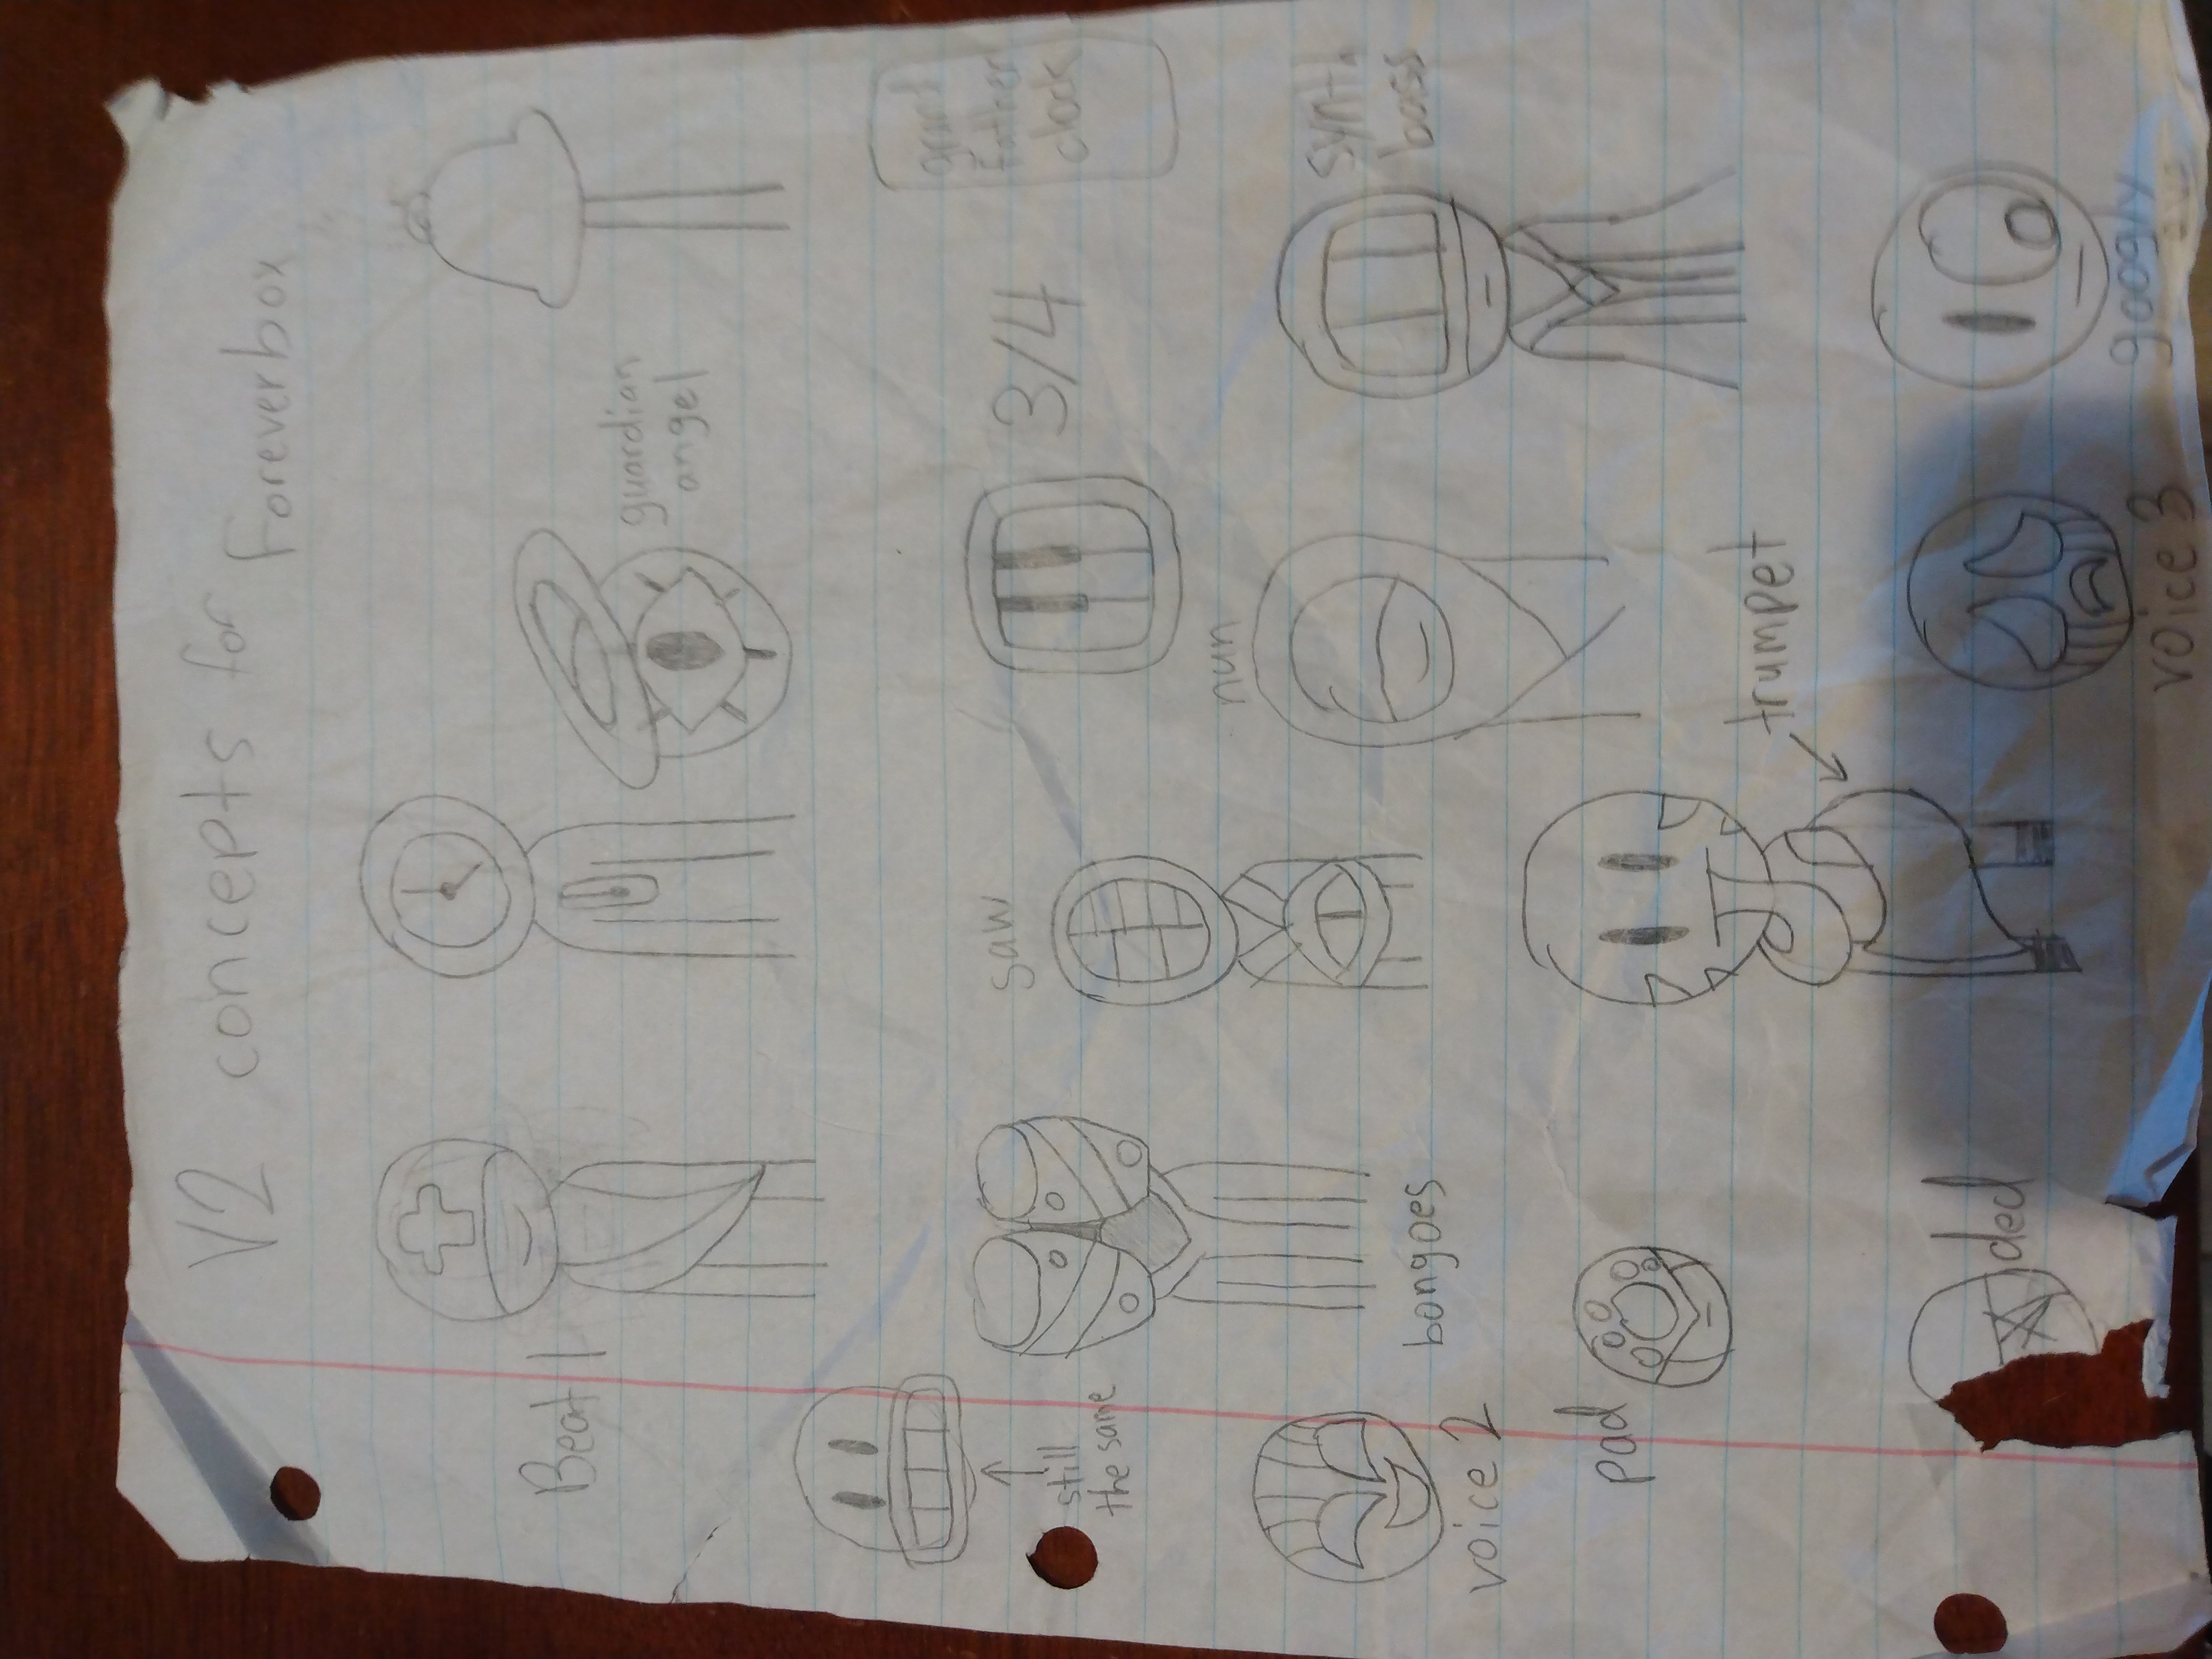 V2 concepts for Foreverbox
Beat 1
guardian
angel
still
the same
saw
3/4
grand
father
clock
nun
voice 2
bongoes
synth
bass
pad
trumpet
ded
voice 3
googly